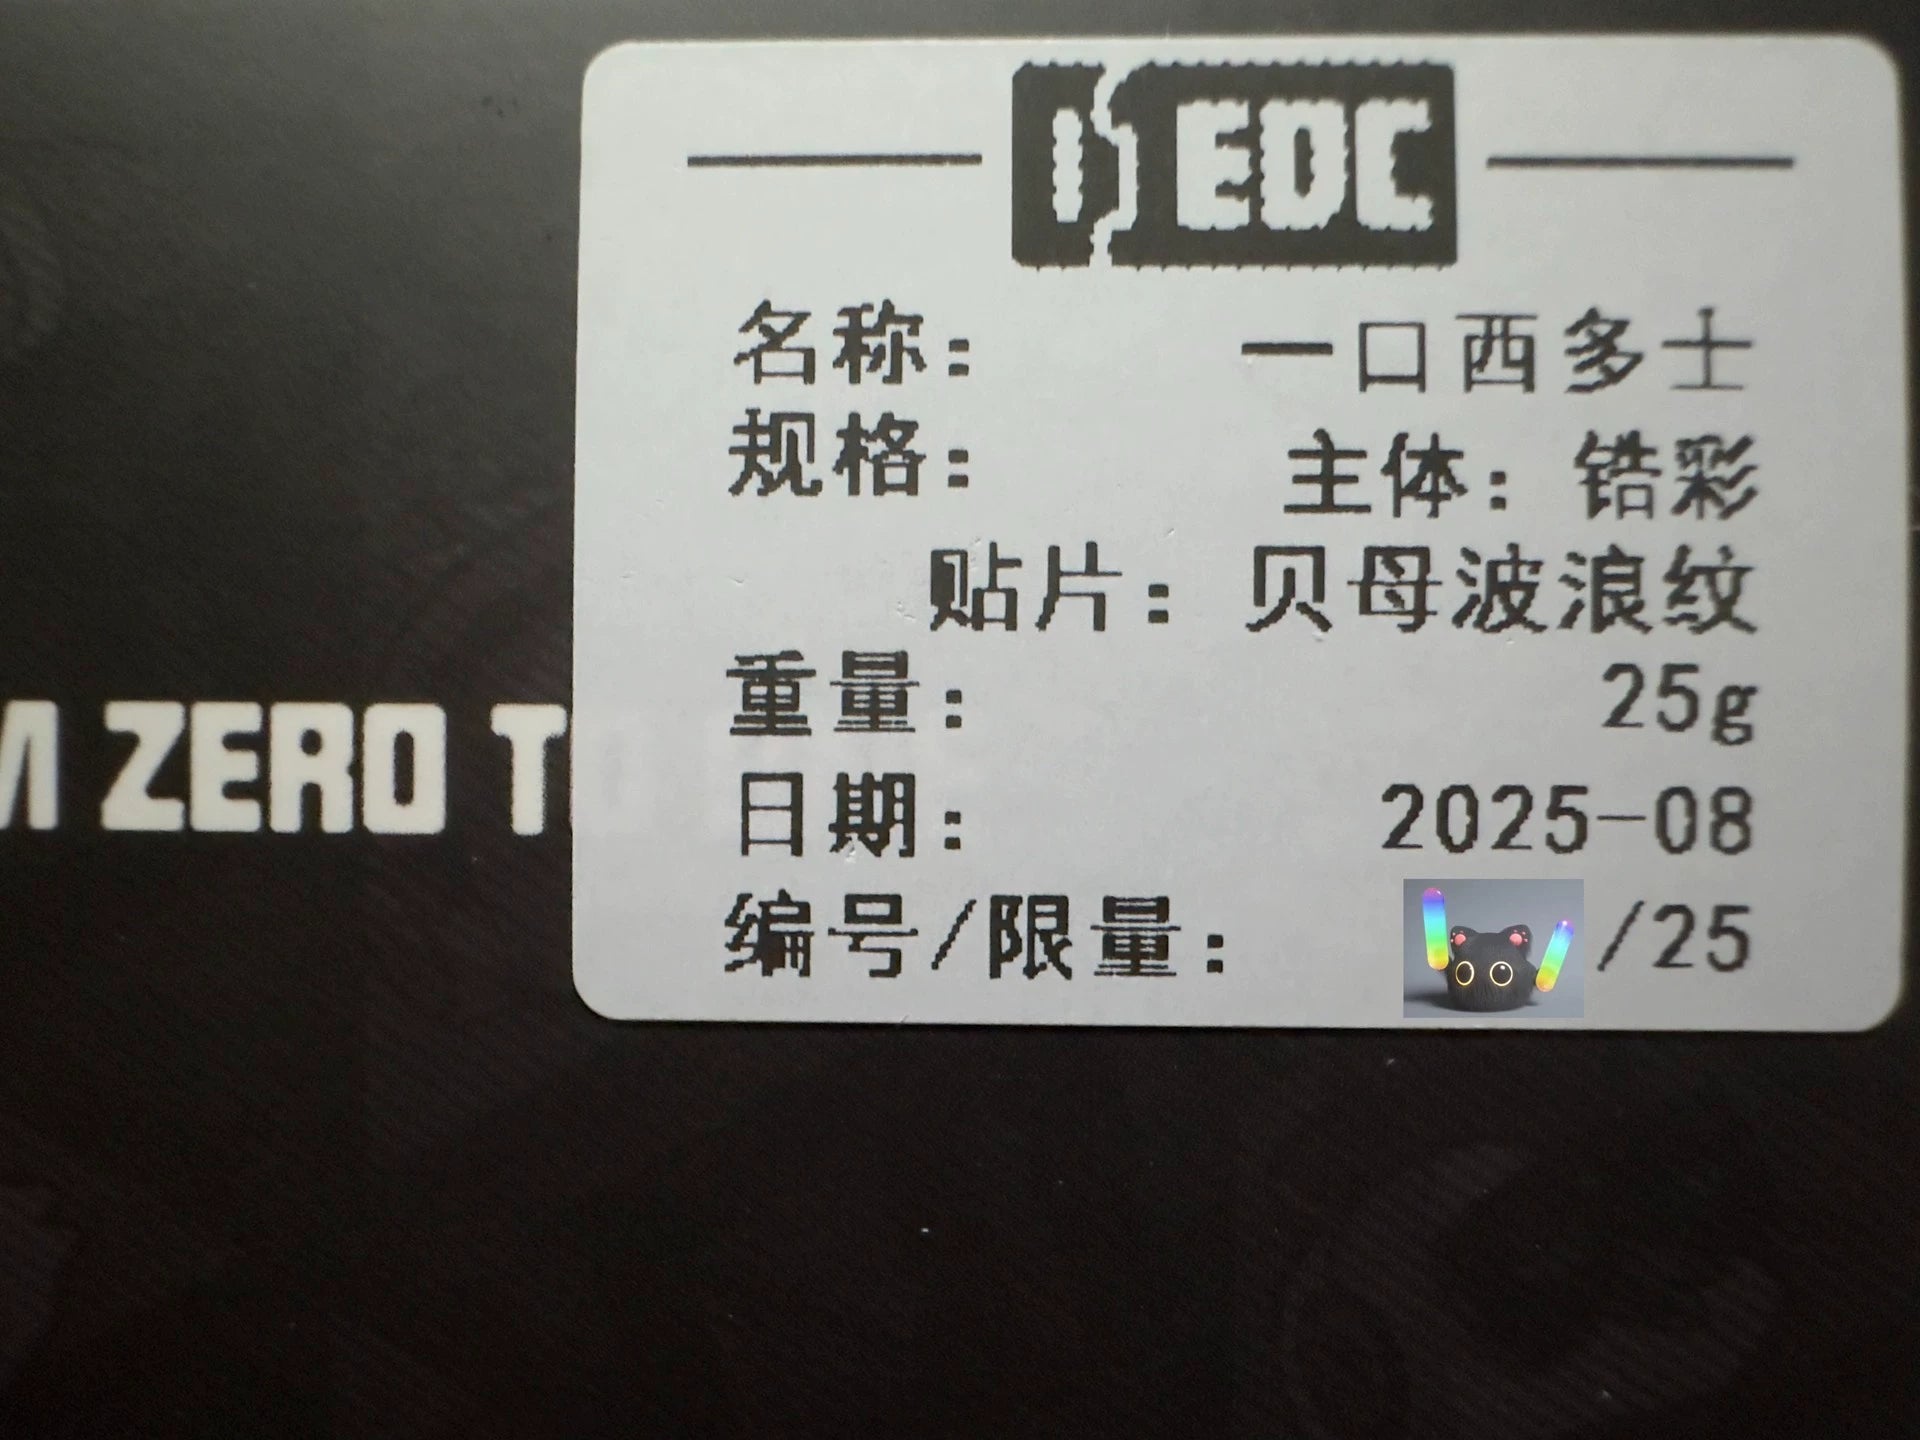 EDC
名称： 一口西多士
规格： 主体：锆彩
贴片：贝母波浪纹
重量： 25g
日期： 2025-08
编号/限量： /25
M ZERO TO